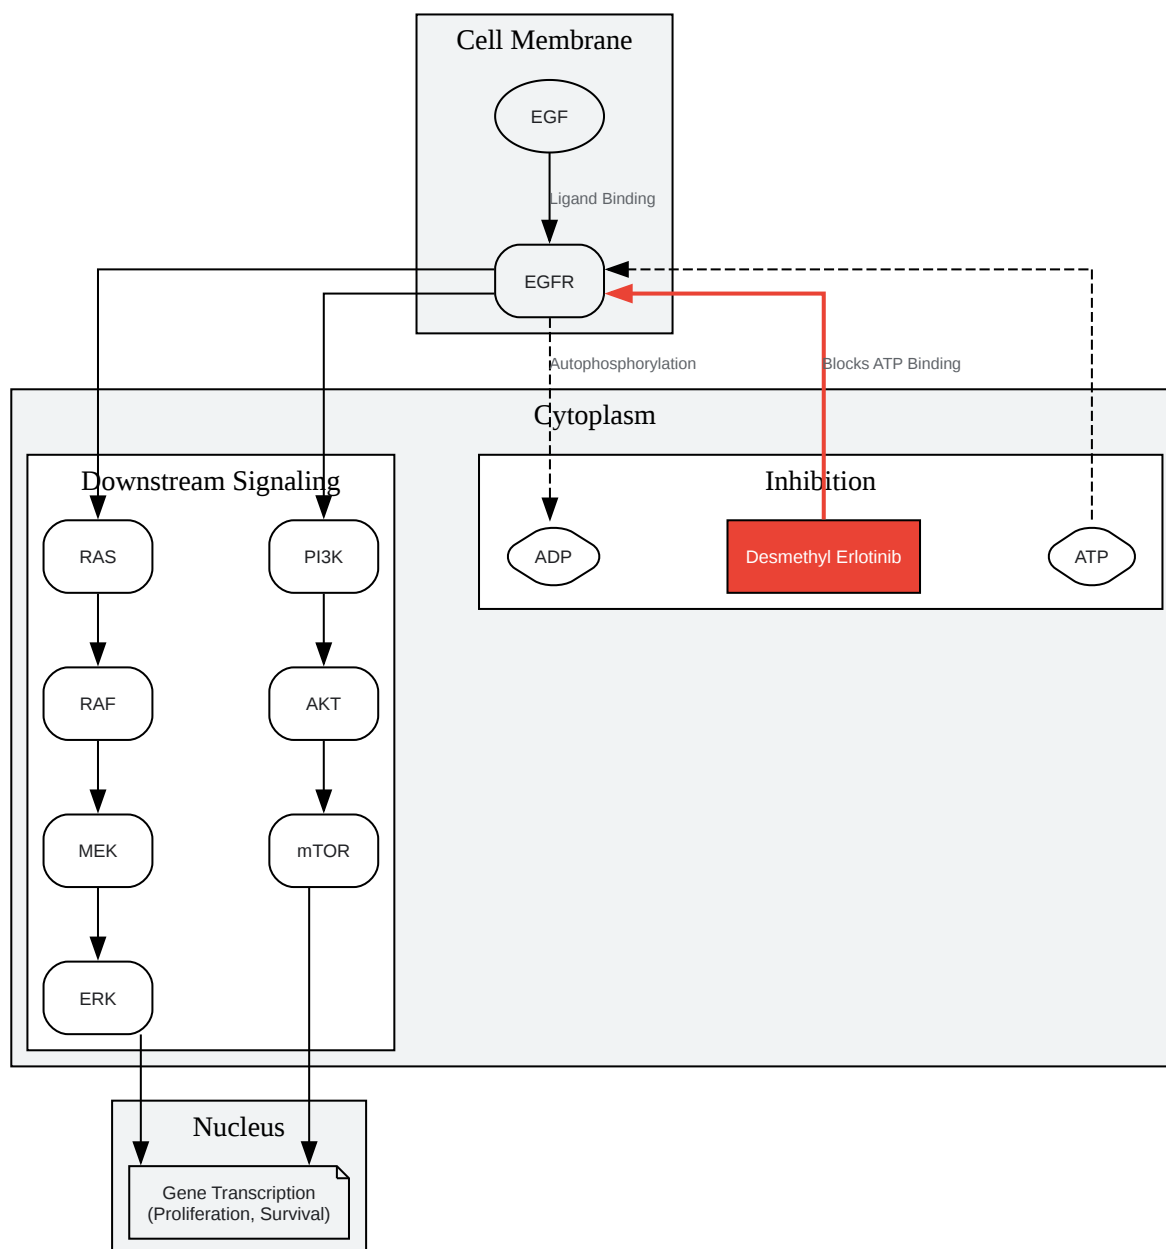 Cell Membrane
EGF
Ligand Binding
EGFR
Autophosphorylation
Blocks ATP Binding
Cytoplasm
Downstream Signaling
Inhibition
RAS
PI3K
ADP
Desmethyl Erlotinib
ATP
RAF
AKT
MEK
mTOR
ERK
Nucleus
Gene Transcription
(Proliferation, Survival)